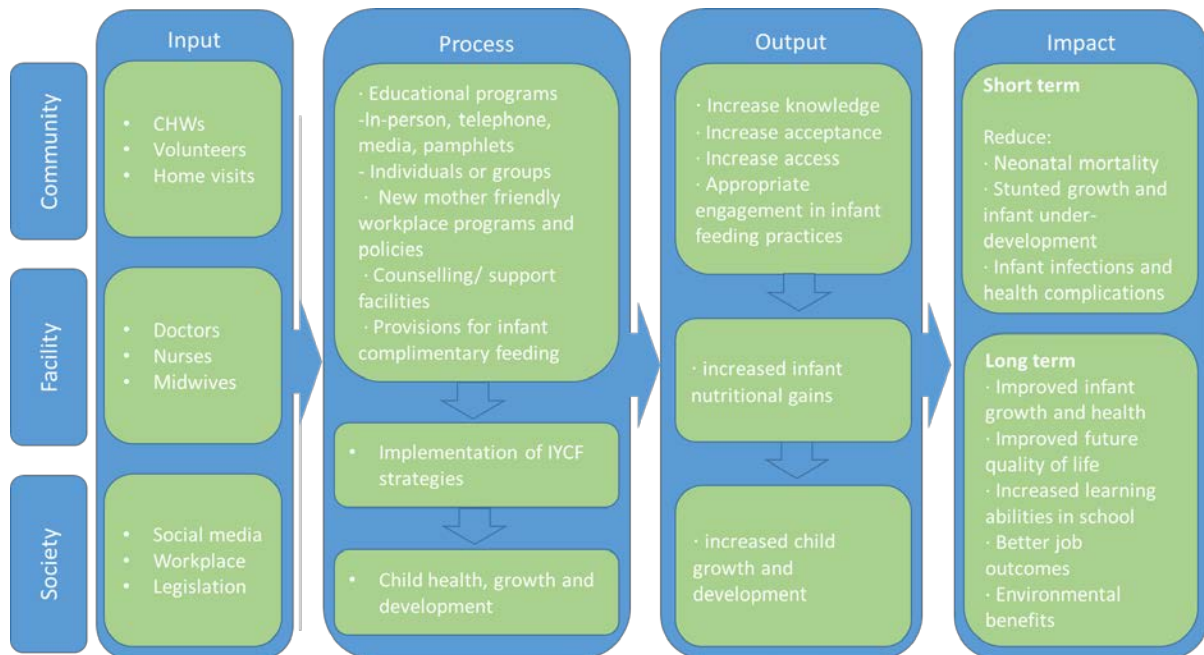 Community
Facility
Society
Input
• CHWs
• Volunteers
• Home visits
• Doctors
• Nurses
• Midwives
• Social media
• Workplace
• Legislation
Process
· Educational programs
-In-person, telephone,
media, pamphlets
- Individuals or groups
· New mother friendly
workplace programs and
policies
· Counselling/ support
facilities
· Provisions for infant
complimentary feeding
• Implementation of IYCF
strategies
• Child health, growth and
development
Output
· Increase knowledge
· Increase acceptance
· Increase access
· Appropriate
engagement in infant
feeding practices
· increased infant
nutritional gains
· increased child
growth and
development
Impact
Short term
Reduce:
· Neonatal mortality
· Stunted growth and
infant under-
development
· Infant infections and
health complications
Long term
· Improved infant
growth and health
· Improved future
quality of life
· Increased learning
abilities in school
· Better job
outcomes
· Environmental
benefits